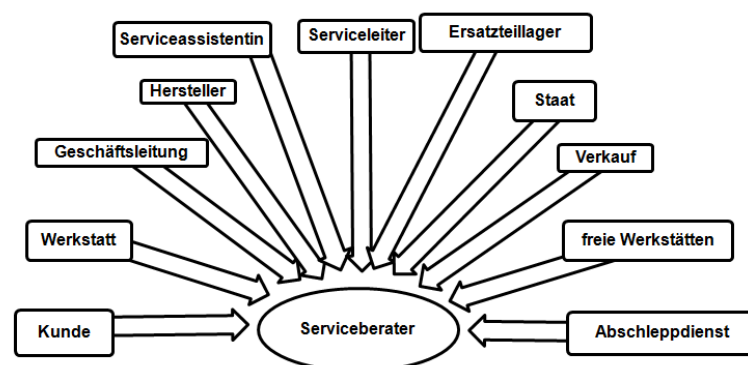 Serviceassistentin
Serviceleiter
Ersatzteillager
Hersteller
Staat
Geschäftsleitung
Verkauf
Werkstatt
freie Werkstätten
Kunde
Serviceberater
Abschleppdienst